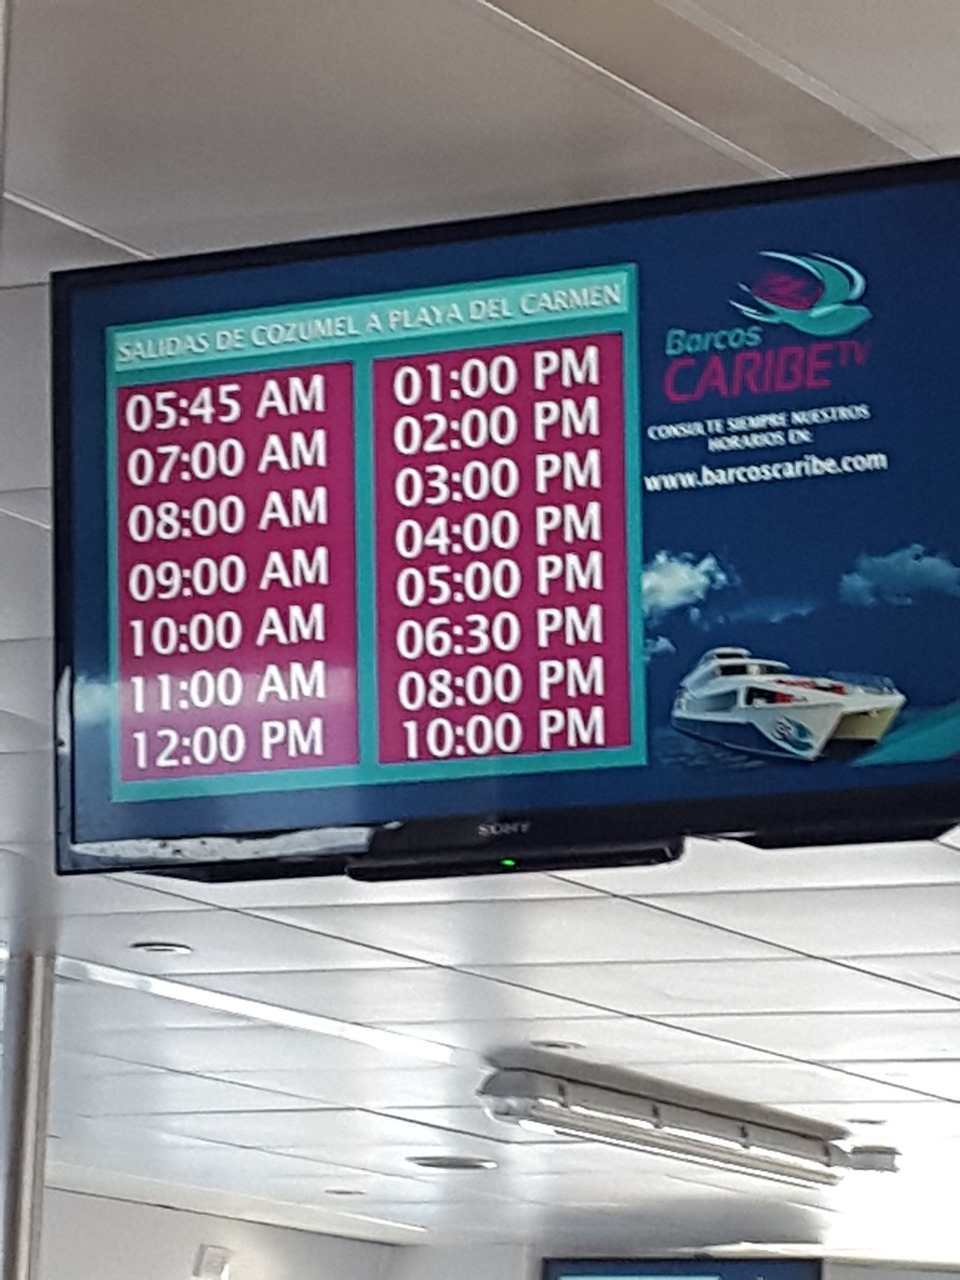 SALIDAS DE COZUMEL A PLAYA DEL CARMEN
05:45 AM
07:00 AM
08:00 AM
09:00 AM
10:00 AM
11:00 AM
12:00 PM
01:00 PM
02:00 PM
03:00 PM
04:00 PM
05:00 PM
06:30 PM
08:00 PM
10:00 PM
Barcos
CARIBE TV
CONSULTE SIEMPRE NUESTROS
HORARIOS EN:
www.barcoscaribe.com
SONY